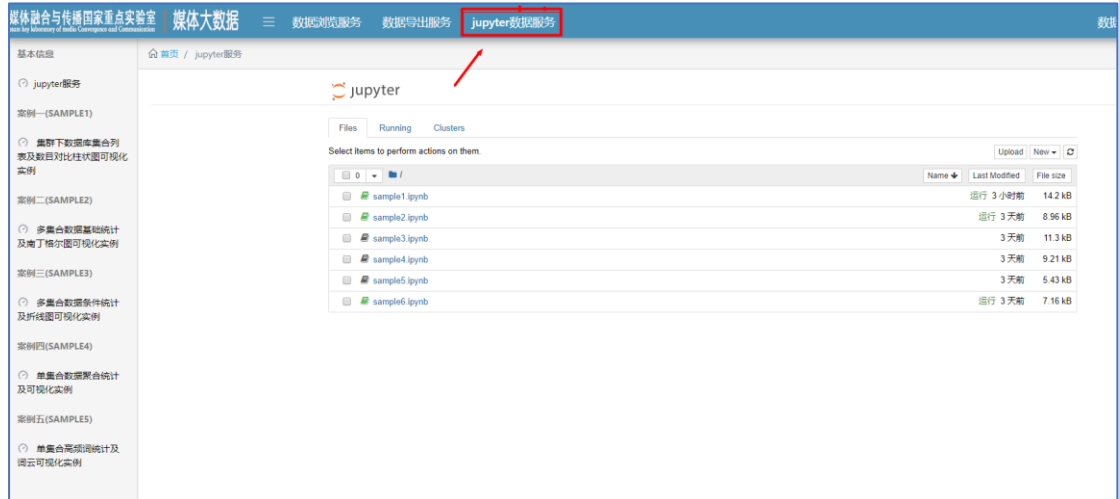 媒体融合与传播国家重点实验室
state key laboratory of media Convergence and Communication
媒体大数据
数据浏览服务 数据导出服务 jupyter数据服务
基本信息
首页 / jupyter服务
jupyter服务
案例一(SAMPLE1)
集群下数据库集合列
表及数目对比柱状图可视化
实例
案例二(SAMPLE2)
多集合数据基础统计
及南丁格尔图可视化实例
案例三(SAMPLE3)
多集合数据条件统计
及折线图可视化实例
案例四(SAMPLE4)
单集合数据聚合统计
及可视化实例
案例五(SAMPLE5)
单集合高频词统计及
词云可视化实例
jupyter
Files Running Clusters
Select items to perform actions on them.
Upload New
0 / Name Last Modified File size
sample1.ipynb 运行 3 小时前 14.2 kB
sample2.ipynb 运行 3 天前 8.96 kB
sample3.ipynb 3 天前 11.3 kB
sample4.ipynb 3 天前 9.21 kB
sample5.ipynb 3 天前 5.43 kB
sample6.ipynb 运行 3 天前 7.16 kB